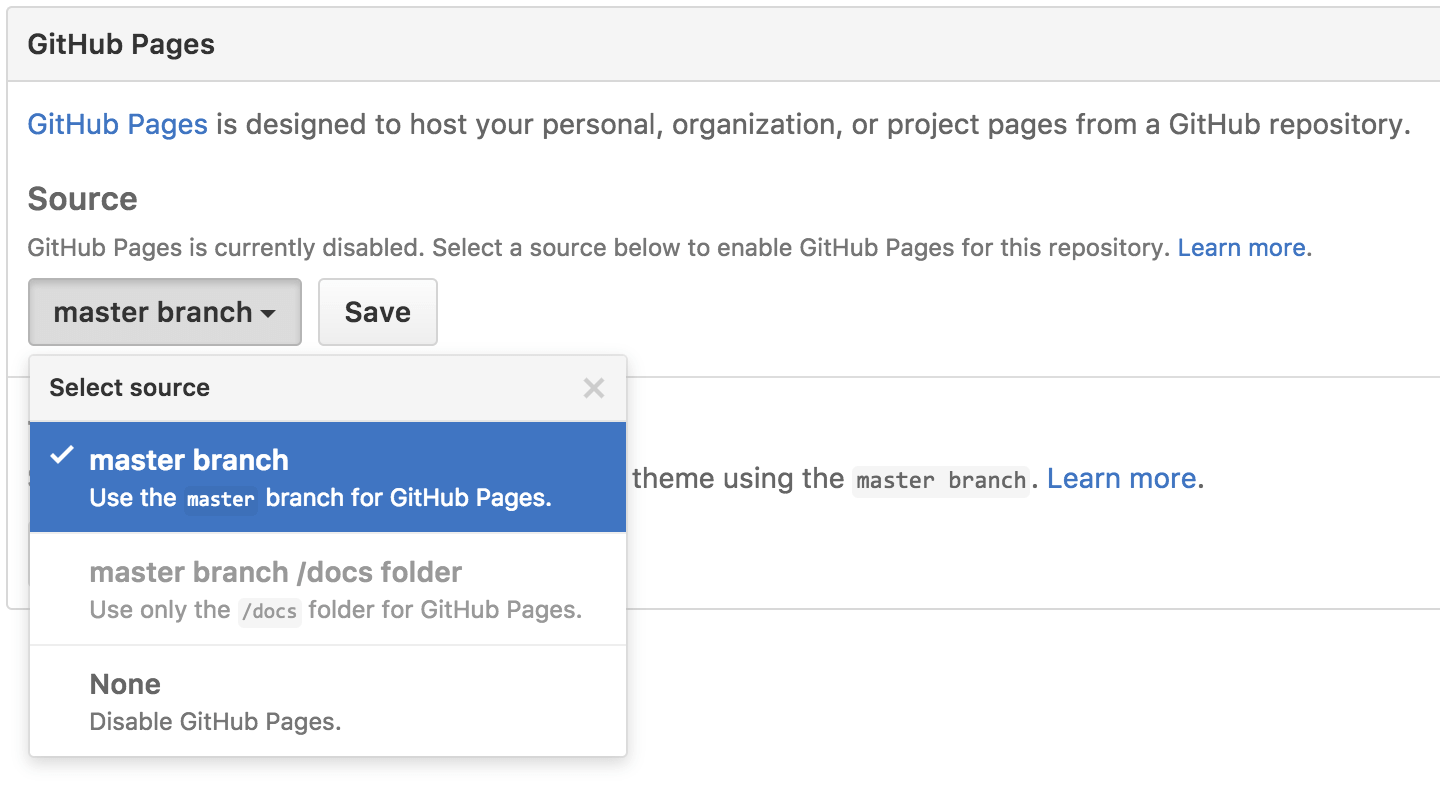 GitHub Pages
GitHub Pages is designed to host your personal, organization, or project pages from a GitHub repository.
Source
GitHub Pages is currently disabled. Select a source below to enable GitHub Pages for this repository. Learn more.
master branch Save
Select source
master branch
Use the master branch for GitHub Pages.
theme using the master branch. Learn more.
master branch /docs folder
Use only the /docs folder for GitHub Pages.
None
Disable GitHub Pages.